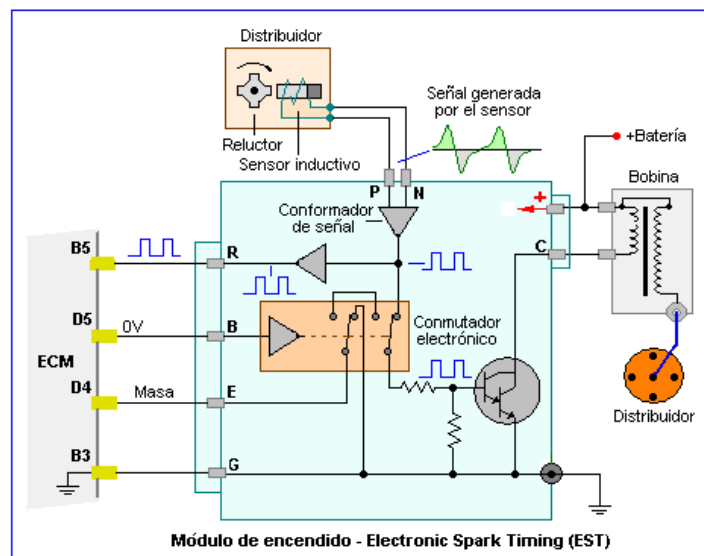 Distribuidor
Reluctor
Sensor inductivo
Señal generada
por el sensor
+Batería
Bobina
P
N
+
Conformador
de señal
C
B5
R
D5
0V
B
Conmutador
electrónico
ECM
D4
Masa
E
Distribuidor
B3
G
Módulo de encendido - Electronic Spark Timing (EST)